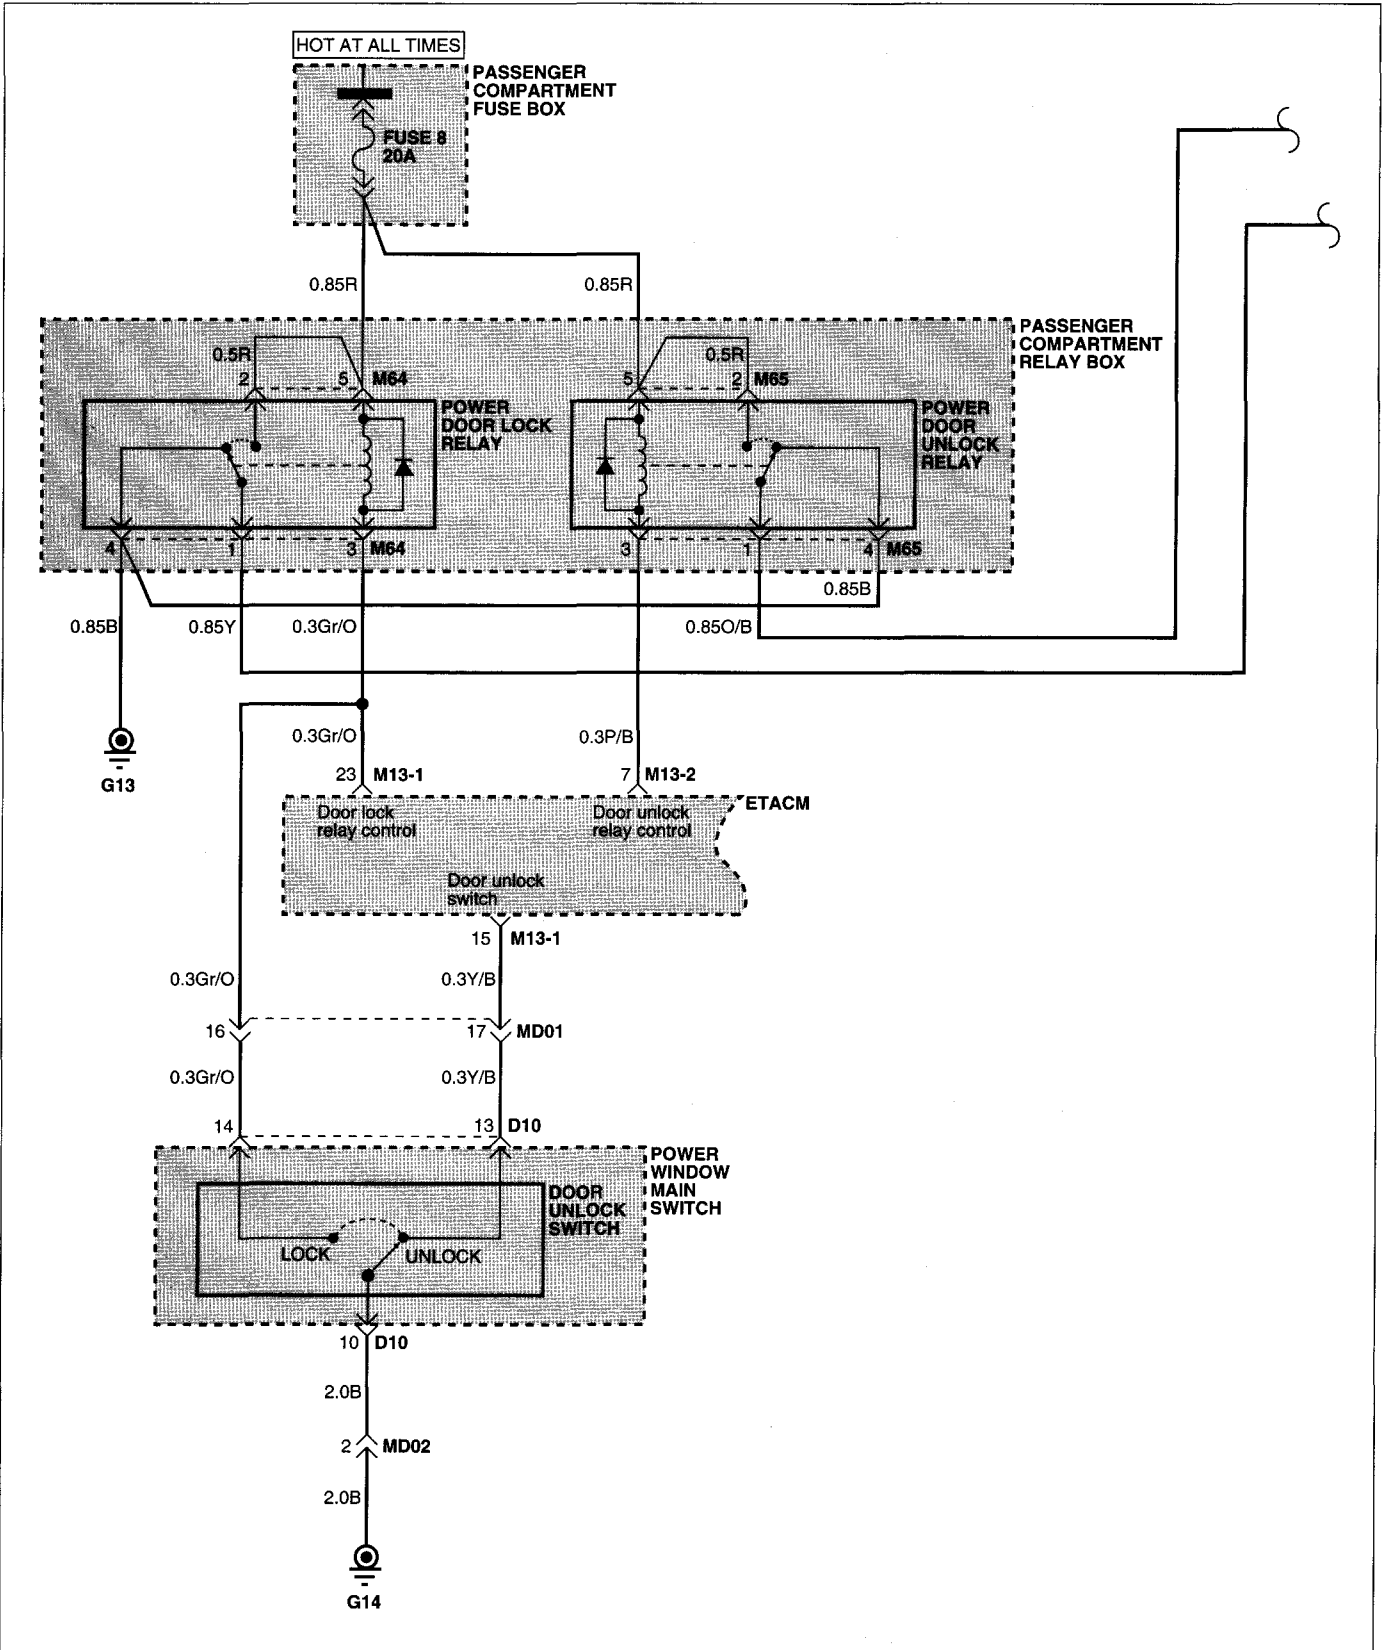 HOT AT ALL TIMES
PASSENGER
COMPARTMENT
FUSE BOX
FUSE 8
20A
0.85R
0.85R
PASSENGER
COMPARTMENT
RELAY BOX
0.5R
2
5
M64
0.5R
5
2
M65
POWER
DOOR LOCK
RELAY
POWER
DOOR
UNLOCK
RELAY
4
1
3
M64
3
1
4
M65
0.85B
0.85B
0.85Y
0.3Gr/O
0.85O/B
0.3Gr/O
0.3P/B
G13
23
M13-1
7
M13-2
ETACM
Door lock
relay control
Door unlock
relay control
Door unlock
switch
15
M13-1
0.3Gr/O
0.3Y/B
16
17
MD01
0.3Gr/O
0.3Y/B
14
13
D10
POWER
WINDOW
MAIN
SWITCH
DOOR
UNLOCK
SWITCH
LOCK
UNLOCK
10
D10
2.0B
2
MD02
2.0B
G14